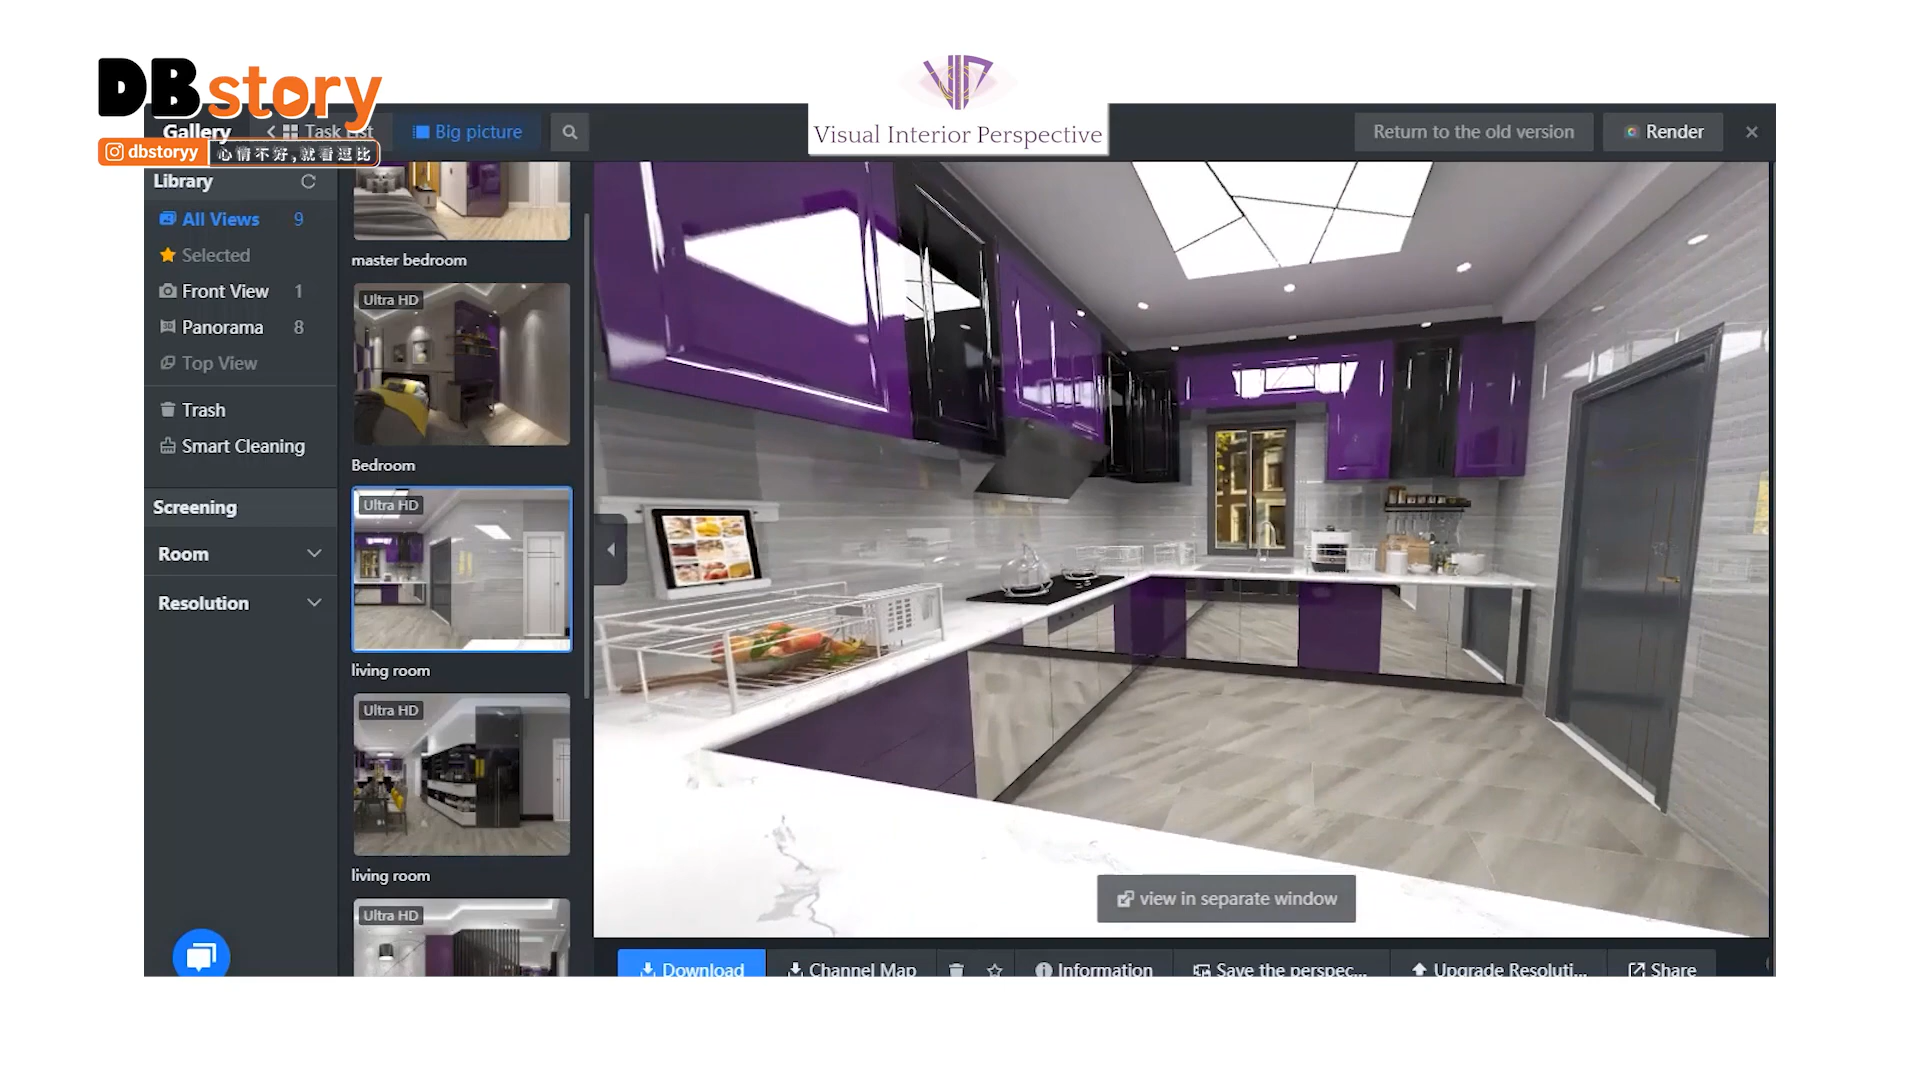 DBstory
dbstoryy
心情不好,就看逗比
VIP
Visual Interior Perspective
Gallery
Task List
Big picture
Return to the old version
Render
Library
All Views 9
Selected
Front View 1
Panorama 8
Top View
Trash
Smart Cleaning
Screening
Room
Resolution
master bedroom
Ultra HD
Bedroom
Ultra HD
living room
Ultra HD
living room
Ultra HD
view in separate window
Download
Channel Map
Information
Save the perspec...
Upgrade Resoluti...
Share